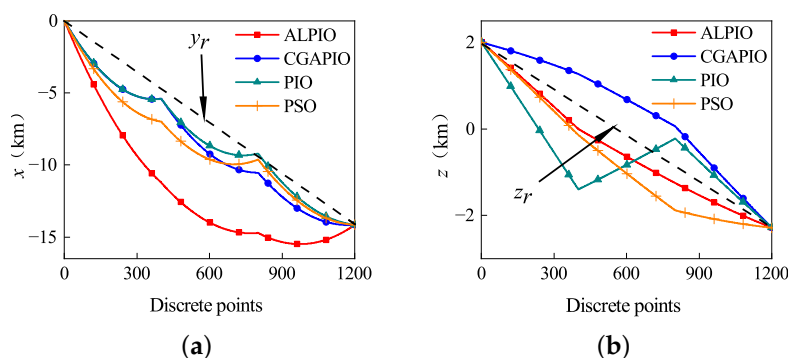 0
−5
−10
−15
x (km)
y_r
ALPIO
CGAPIO
PIO
PSO
0 300 600 900 1200
Discrete points
(a)
2
0
−2
z (km)
z_r
ALPIO
CGAPIO
PIO
PSO
0 300 600 900 1200
Discrete points
(b)